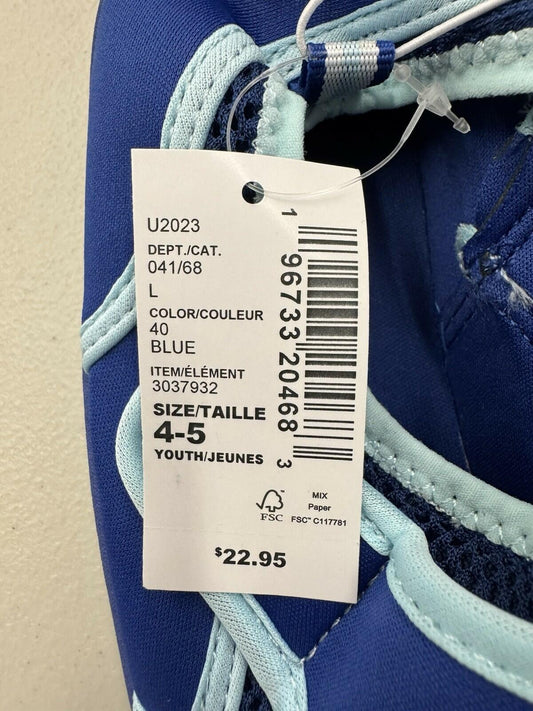 U2023
DEPT./CAT.
041/68
L
COLOR/COULEUR
40
BLUE
ITEM/ÉLÉMENT
3037932
SIZE/TAILLE
4-5
YOUTH/JEUNES
1 96733 20468 3
FSC
MIX
Paper
FSC™ C117781
$22.95